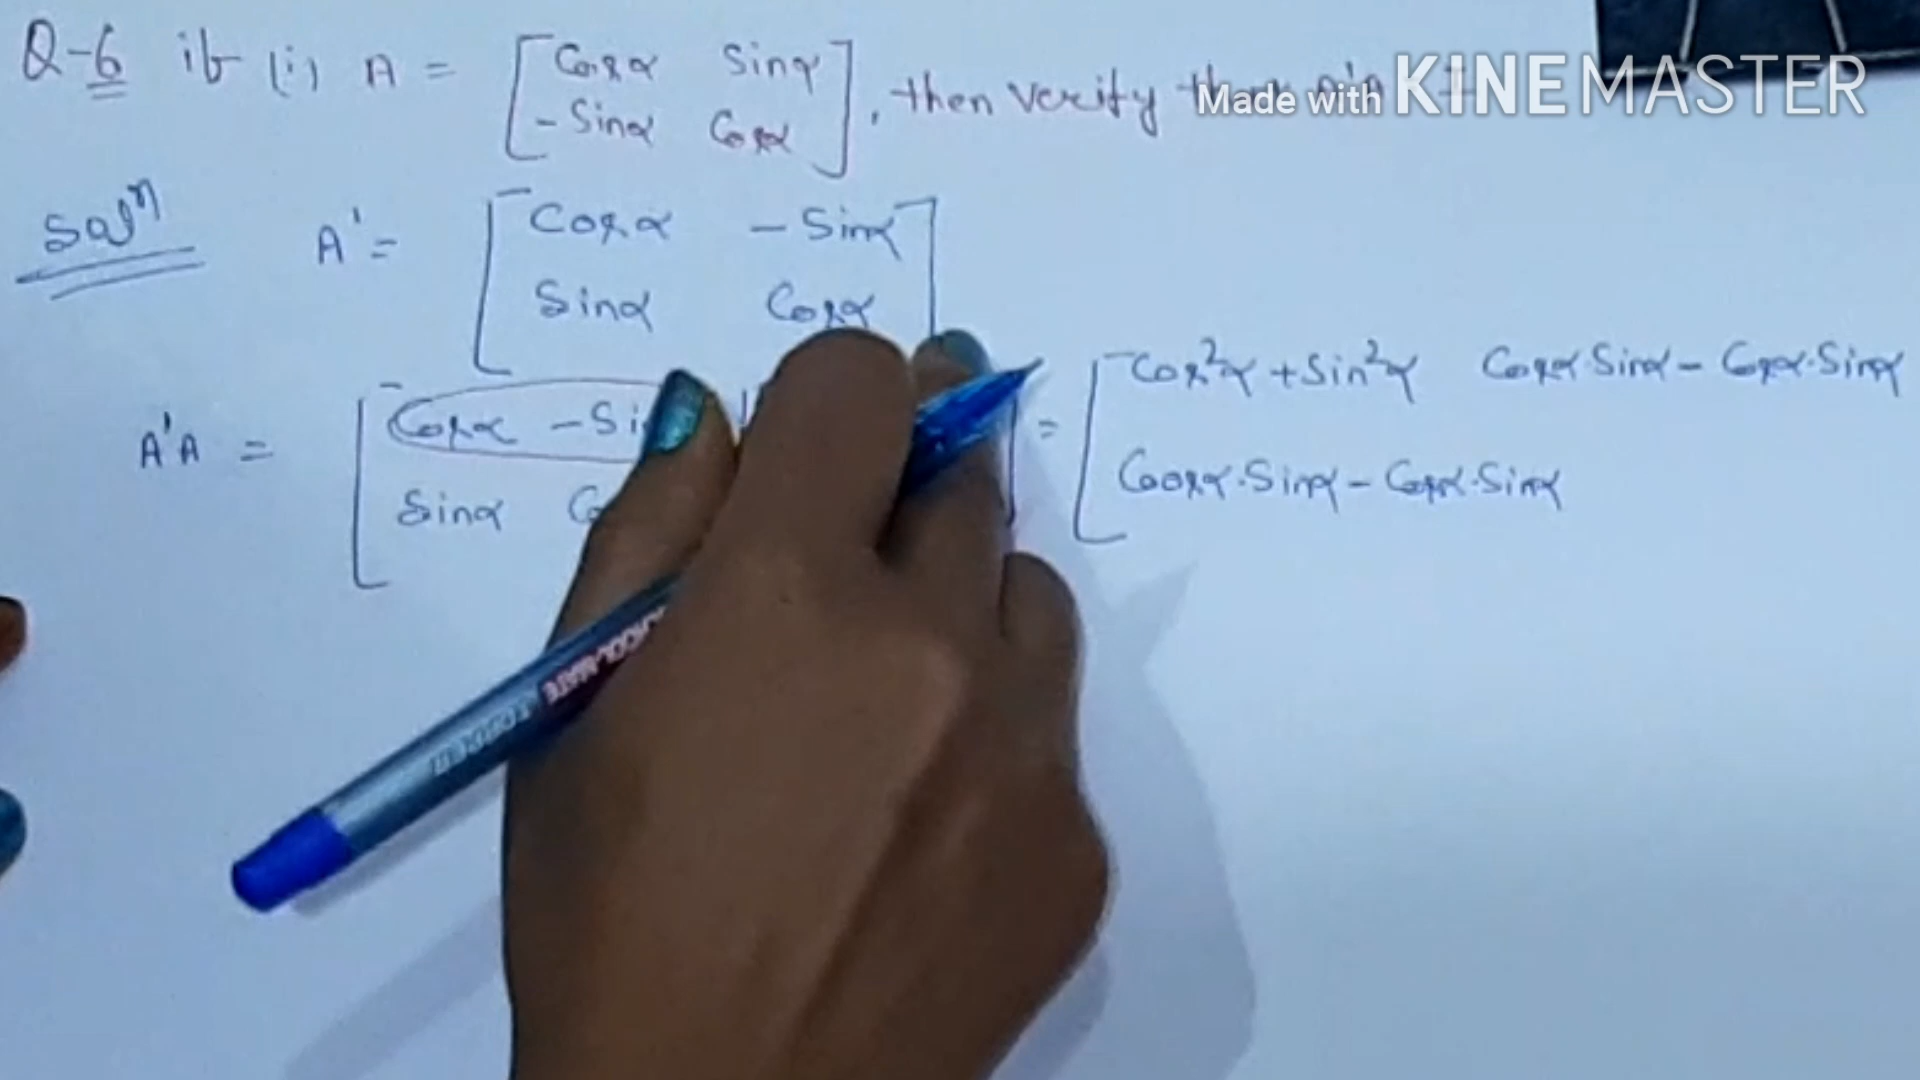 Q-6 if (i) A = [ Cosα Sinα
-Sinα Cosα ], then verify
Made with KINEMASTER
Solⁿ A' = [ Cosα -Sinα
Sinα Cosα
A'A = [ Cosα = [ Cos²α + Sin²α Cosα Sinα - Cosα.Sinα
Sinα Cosα.Sinα - Cosα.Sinα